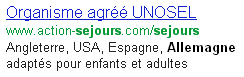 Organisme agréé UNOSEL
www.action-sejours.com/sejours
Angleterre, USA, Espagne, Allemagne
adaptés pour enfants et adultes